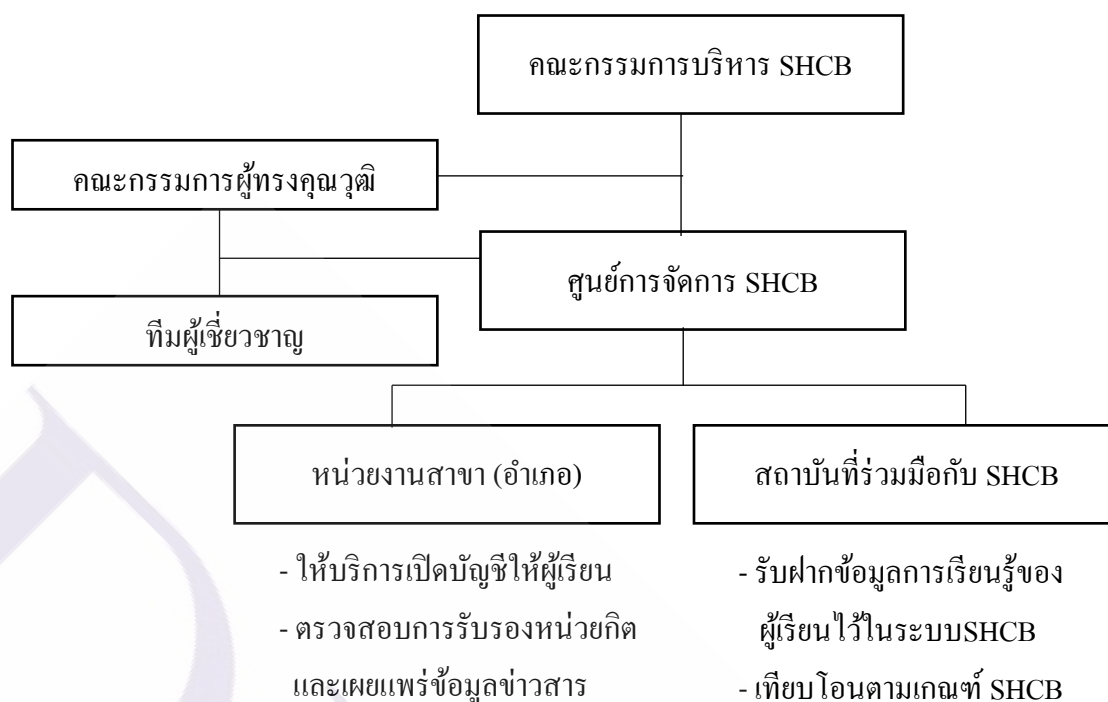 คณะกรรมการบริหาร SHCB
คณะกรรมการผู้ทรงคุณวุฒิ
ศูนย์การจัดการ SHCB
ทีมผู้เชี่ยวชาญ
หน่วยงานสาขา (อำเภอ)
- ให้บริการเปิดบัญชีให้ผู้เรียน
- ตรวจสอบการรับรองหน่วยกิต
และเผยแพร่ข้อมูลข่าวสาร
สถาบันที่ร่วมมือกับ SHCB
- รับฝากข้อมูลการเรียนรู้ของ
ผู้เรียนไว้ในระบบSHCB
- เทียบโอนตามเกณฑ์ SHCB